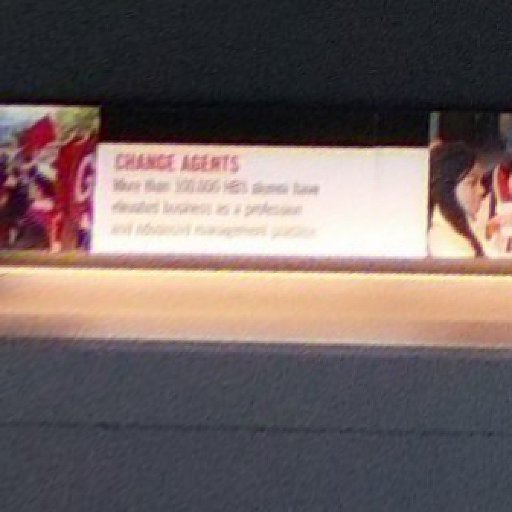 CHANGE AGENTS
More than 100,000 HBS alumni have
elevated business as a profession
and advanced management practice